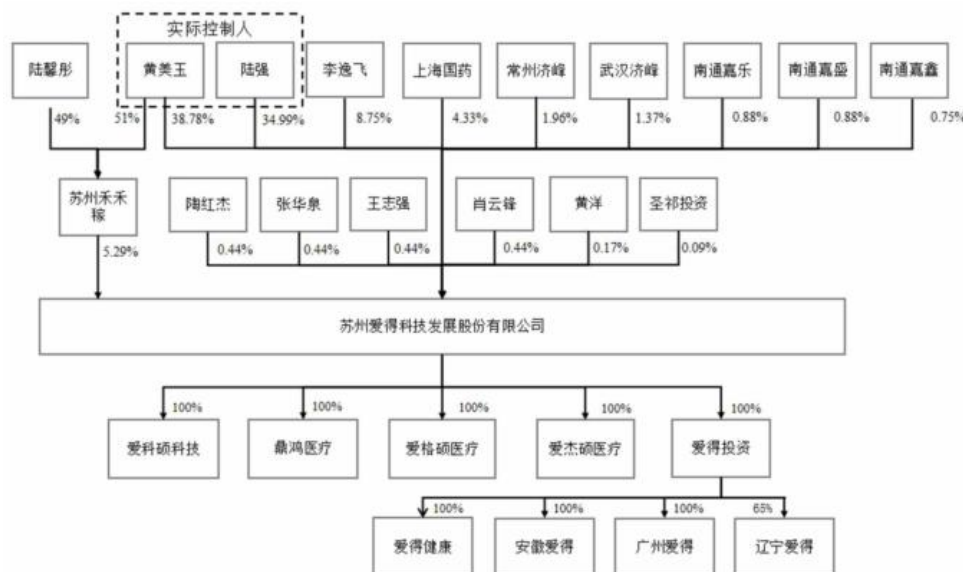 实际控制人
陆馨彤
黄美玉
陆强
李逸飞
上海国药
常州济峰
武汉济峰
南通嘉乐
南通嘉盛
南通嘉鑫
49%
51%
38.78%
34.99%
8.75%
4.33%
1.96%
1.37%
0.88%
0.88%
0.75%
苏州禾禾
稼
陶红杰
张华泉
王志强
肖云锋
黄洋
圣祁投资
5.29%
0.44%
0.44%
0.44%
0.44%
0.17%
0.09%
苏州爱得科技发展股份有限公司
100%
100%
100%
100%
100%
爱科硕科技
鼎鸿医疗
爱格硕医疗
爱杰硕医疗
爱得投资
100%
100%
100%
65%
爱得健康
安徽爱得
广州爱得
辽宁爱得